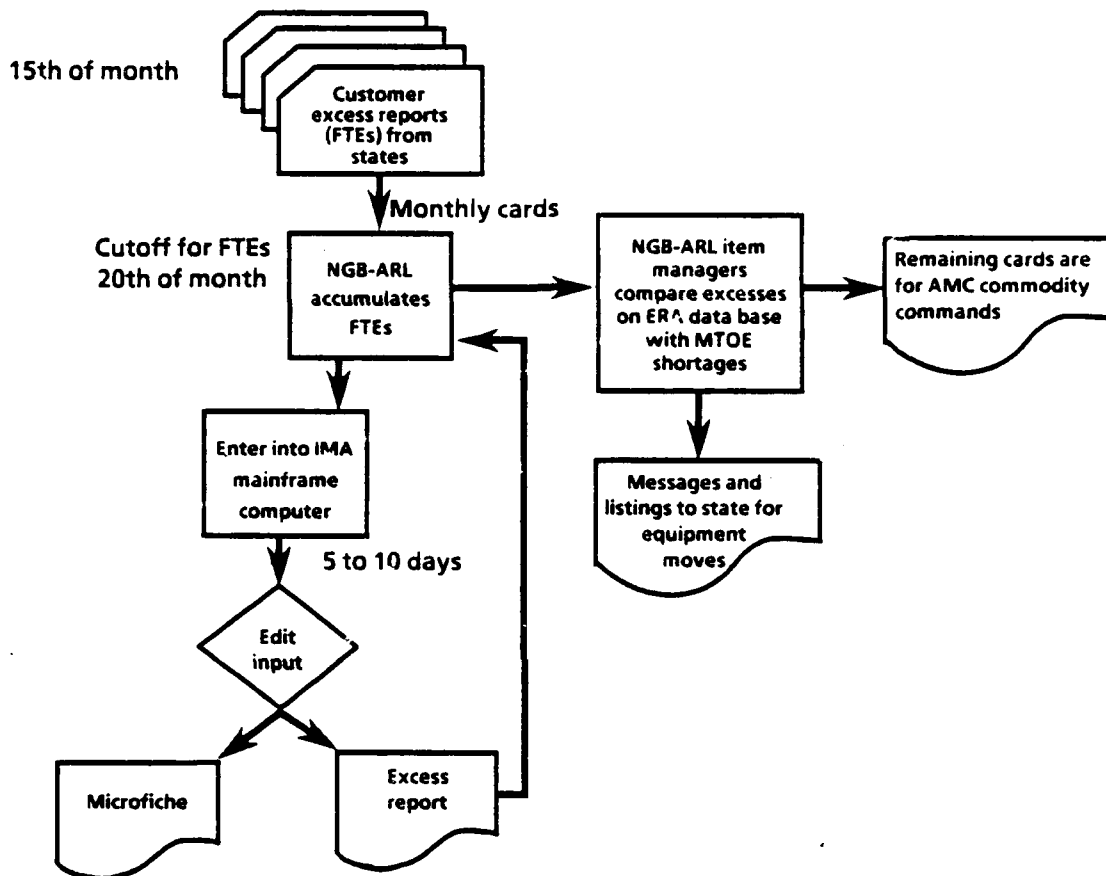 15th of month
Customer
excess reports
(FTEs) from
states
Monthly cards
Cutoff for FTEs
20th of month
NGB-ARL
accumulates
FTEs
NGB-ARL item
managers
compare excesses
on ERA data base
with MTOE
shortages
Remaining cards are
for AMC commodity
commands
Enter into IMA
mainframe
computer
Messages and
listings to state for
equipment
moves
5 to 10 days
Edit
input
Microfiche
Excess
report